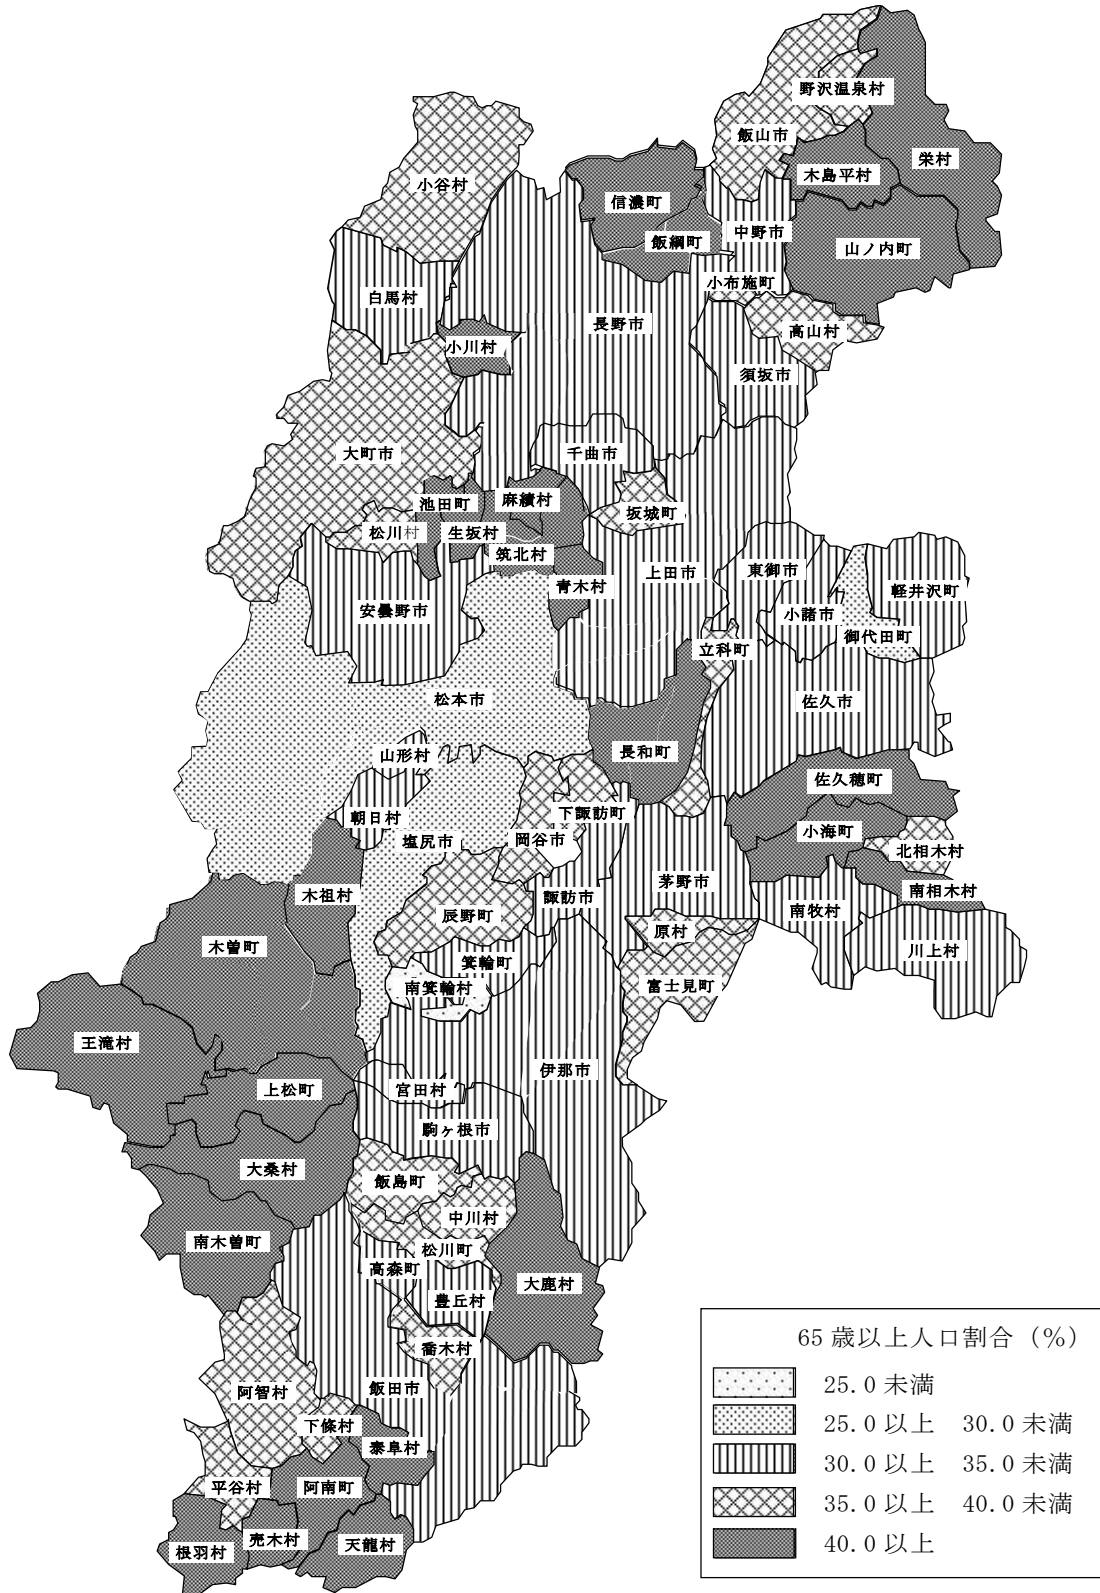 野沢温泉村
飯山市
栄村
木島平村
小谷村
信濃町
中野市
飯綱町
山ノ内町
小布施町
白馬村
長野市
高山村
小川村
須坂市
大町市
千曲市
池田町
麻績村
坂城町
松川村
生坂村
筑北村
上田市
東御市
青木村
軽井沢町
安曇野市
小諸市
御代田町
立科町
松本市
佐久市
山形村
長和町
佐久穂町
朝日村
下諏訪町
小海町
塩尻市
岡谷市
北相木村
茅野市
木祖村
南相木村
諏訪市
辰野町
南牧村
原村
木曽町
川上村
箕輪町
南箕輪村
富士見町
王滝村
伊那市
上松町
宮田村
駒ヶ根市
大桑村
飯島町
中川村
南木曽町
松川町
高森町
大鹿村
豊丘村
喬木村
阿智村
飯田市
下條村
泰阜村
平谷村
阿南町
売木村
天龍村
根羽村
65歳以上人口割合（%）
25.0未満
25.0以上 30.0未満
30.0以上 35.0未満
35.0以上 40.0未満
40.0以上